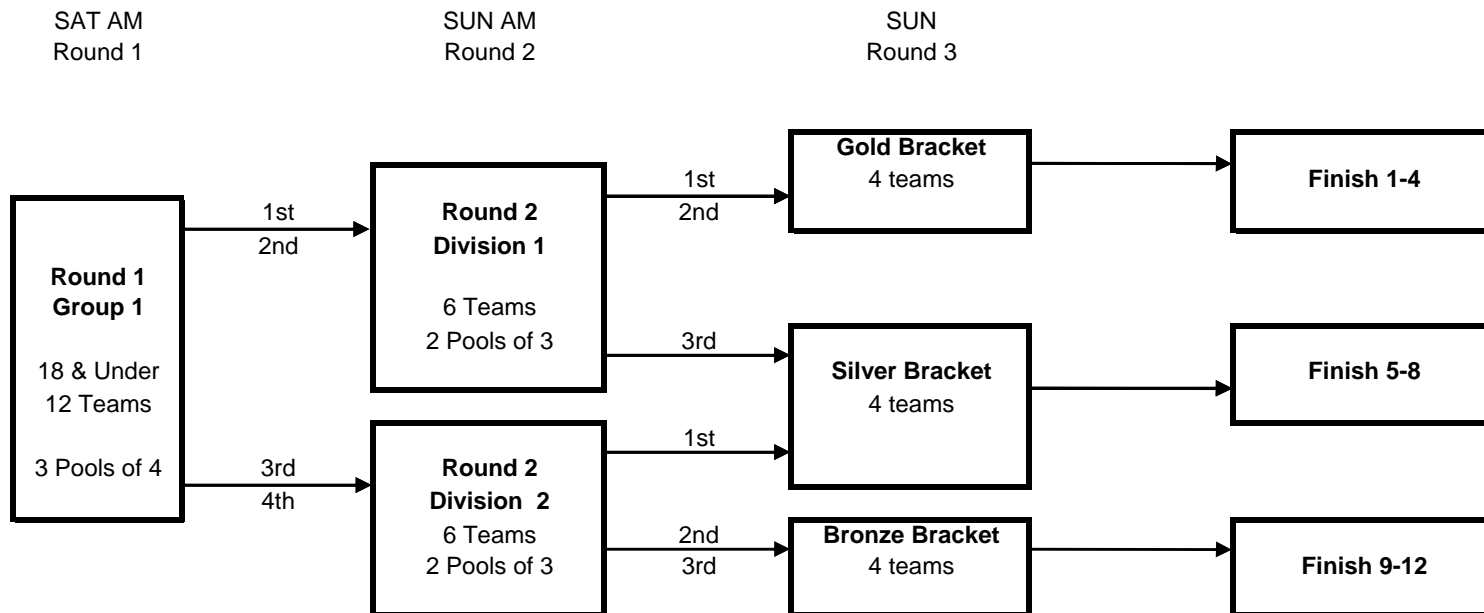 SAT AM
Round 1
SUN AM
Round 2
SUN
Round 3
Round 1
Group 1
18 & Under
12 Teams
3 Pools of 4
1st
2nd
3rd
4th
Round 2
Division 1
6 Teams
2 Pools of 3
Round 2
Division 2
6 Teams
2 Pools of 3
1st
2nd
3rd
1st
2nd
3rd
Gold Bracket
4 teams
Silver Bracket
4 teams
Bronze Bracket
4 teams
Finish 1-4
Finish 5-8
Finish 9-12